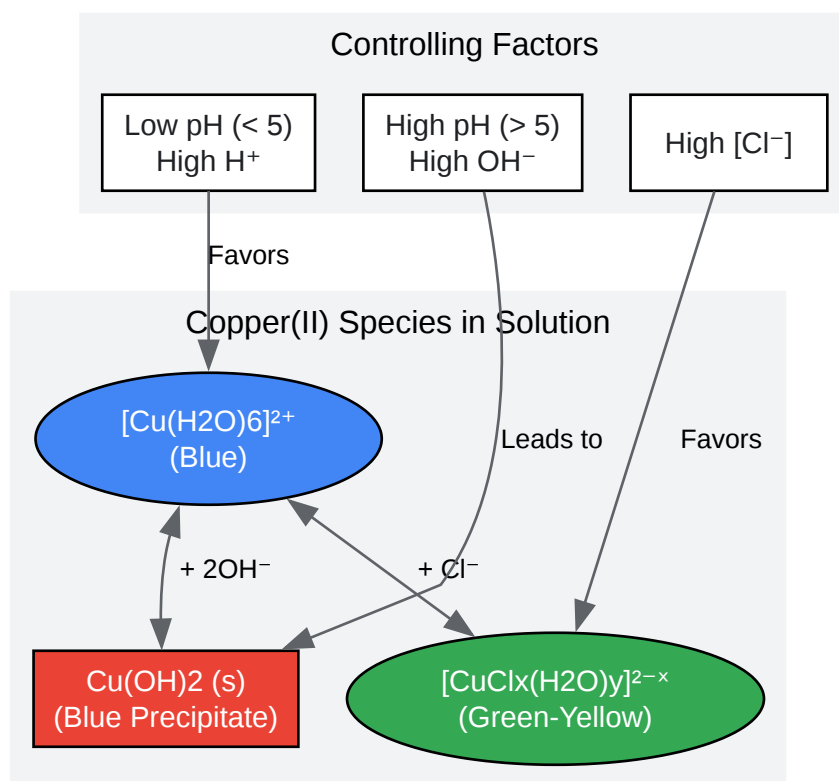 Controlling Factors
Low pH (< 5)
High H⁺
High pH (> 5)
High OH⁻
High [Cl⁻]
Favors
Copper(II) Species in Solution
[Cu(H2O)6]²⁺
(Blue)
Leads to
Favors
+ 2OH⁻
+ Cl⁻
Cu(OH)2 (s)
(Blue Precipitate)
[CuClx(H2O)y]²⁻ˣ
(Green-Yellow)